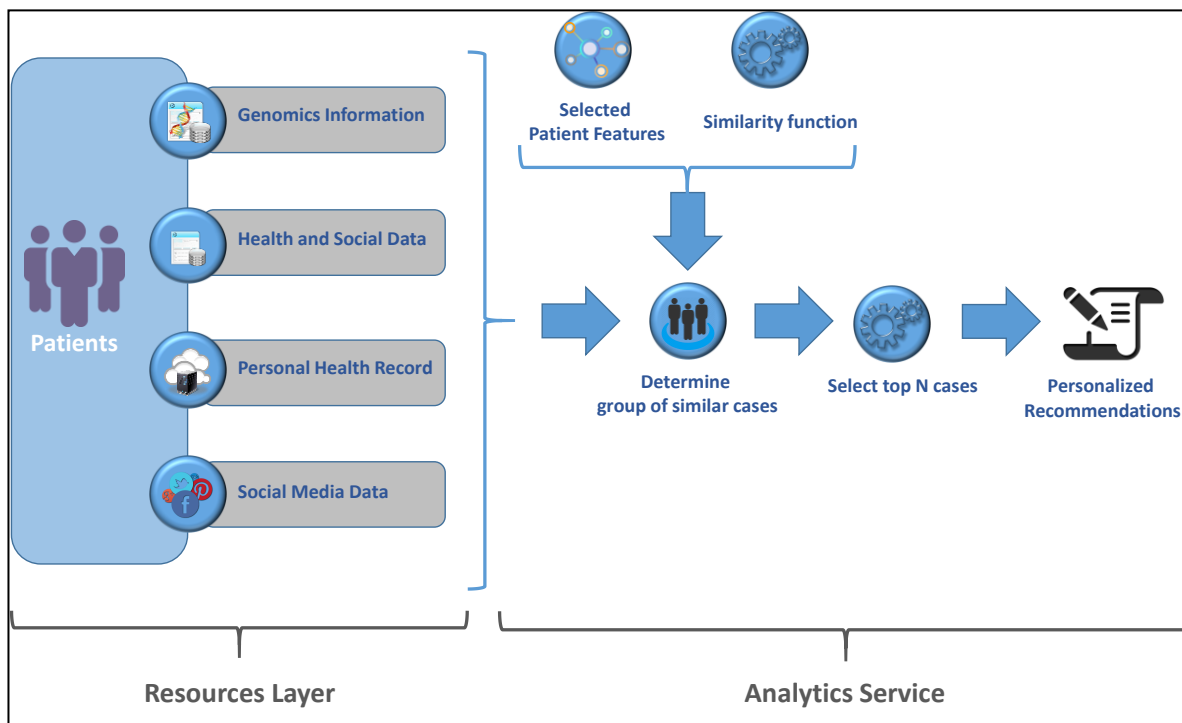 Patients
Genomics Information
Health and Social Data
Personal Health Record
Social Media Data
Selected
Patient Features
Similarity function
Determine
group of similar cases
Select top N cases
Personalized
Recommendations
Resources Layer
Analytics Service